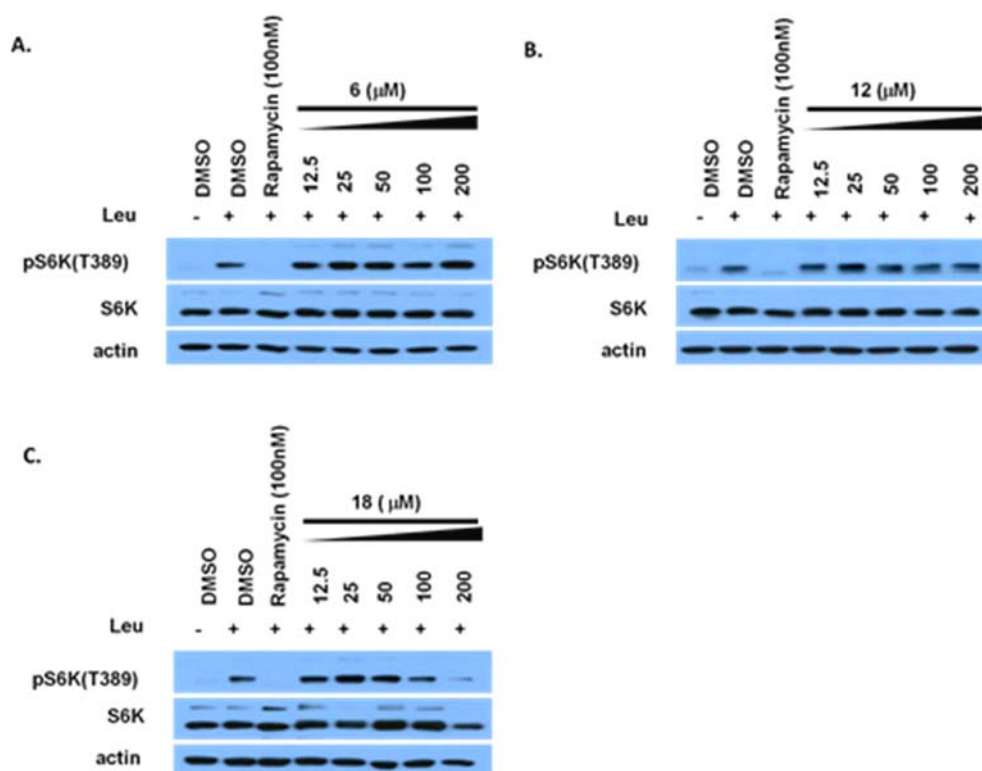 A.
DMSO
DMSO
Rapamycin (100nM)
6 (μM)
12.5
25
50
100
200
Leu - + + + + + + +
pS6K(T389)
S6K
actin
B.
DMSO
DMSO
Rapamycin (100nM)
12 (μM)
12.5
25
50
100
200
Leu - + + + + + + +
pS6K(T389)
S6K
actin
C.
DMSO
DMSO
Rapamycin (100nM)
18 ( μM)
12.5
25
50
100
200
Leu - + + + + + + +
pS6K(T389)
S6K
actin